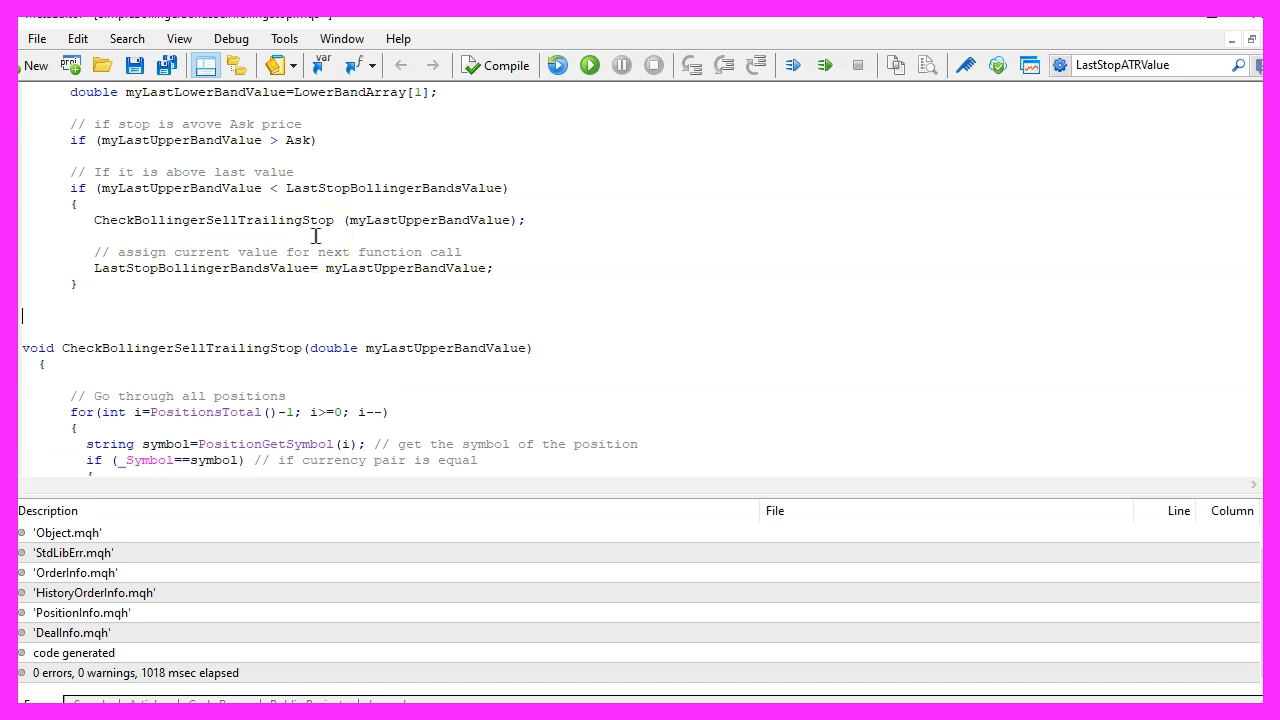 File Edit Search View Debug Tools Window Help
New Compile LastStopATRValue
double myLastLowerBandValue=LowerBandArray[1];
// if stop is avove Ask price
if (myLastUpperBandValue > Ask)
// If it is above last value
if (myLastUpperBandValue < LastStopBollingerBandsValue)
{
CheckBollingerSellTrailingStop (myLastUpperBandValue);
// assign current value for next function call
LastStopBollingerBandsValue= myLastUpperBandValue;
}
void CheckBollingerSellTrailingStop(double myLastUpperBandValue)
{
// Go through all positions
for(int i=PositionsTotal()-1; i>=0; i--)
{
string symbol=PositionGetSymbol(i); // get the symbol of the position
if (_Symbol==symbol) // if currency pair is equal
{
Description File Line Column
'Object.mqh'
'StdLibErr.mqh'
'OrderInfo.mqh'
'HistoryOrderInfo.mqh'
'PositionInfo.mqh'
'DealInfo.mqh'
code generated
0 errors, 0 warnings, 1018 msec elapsed